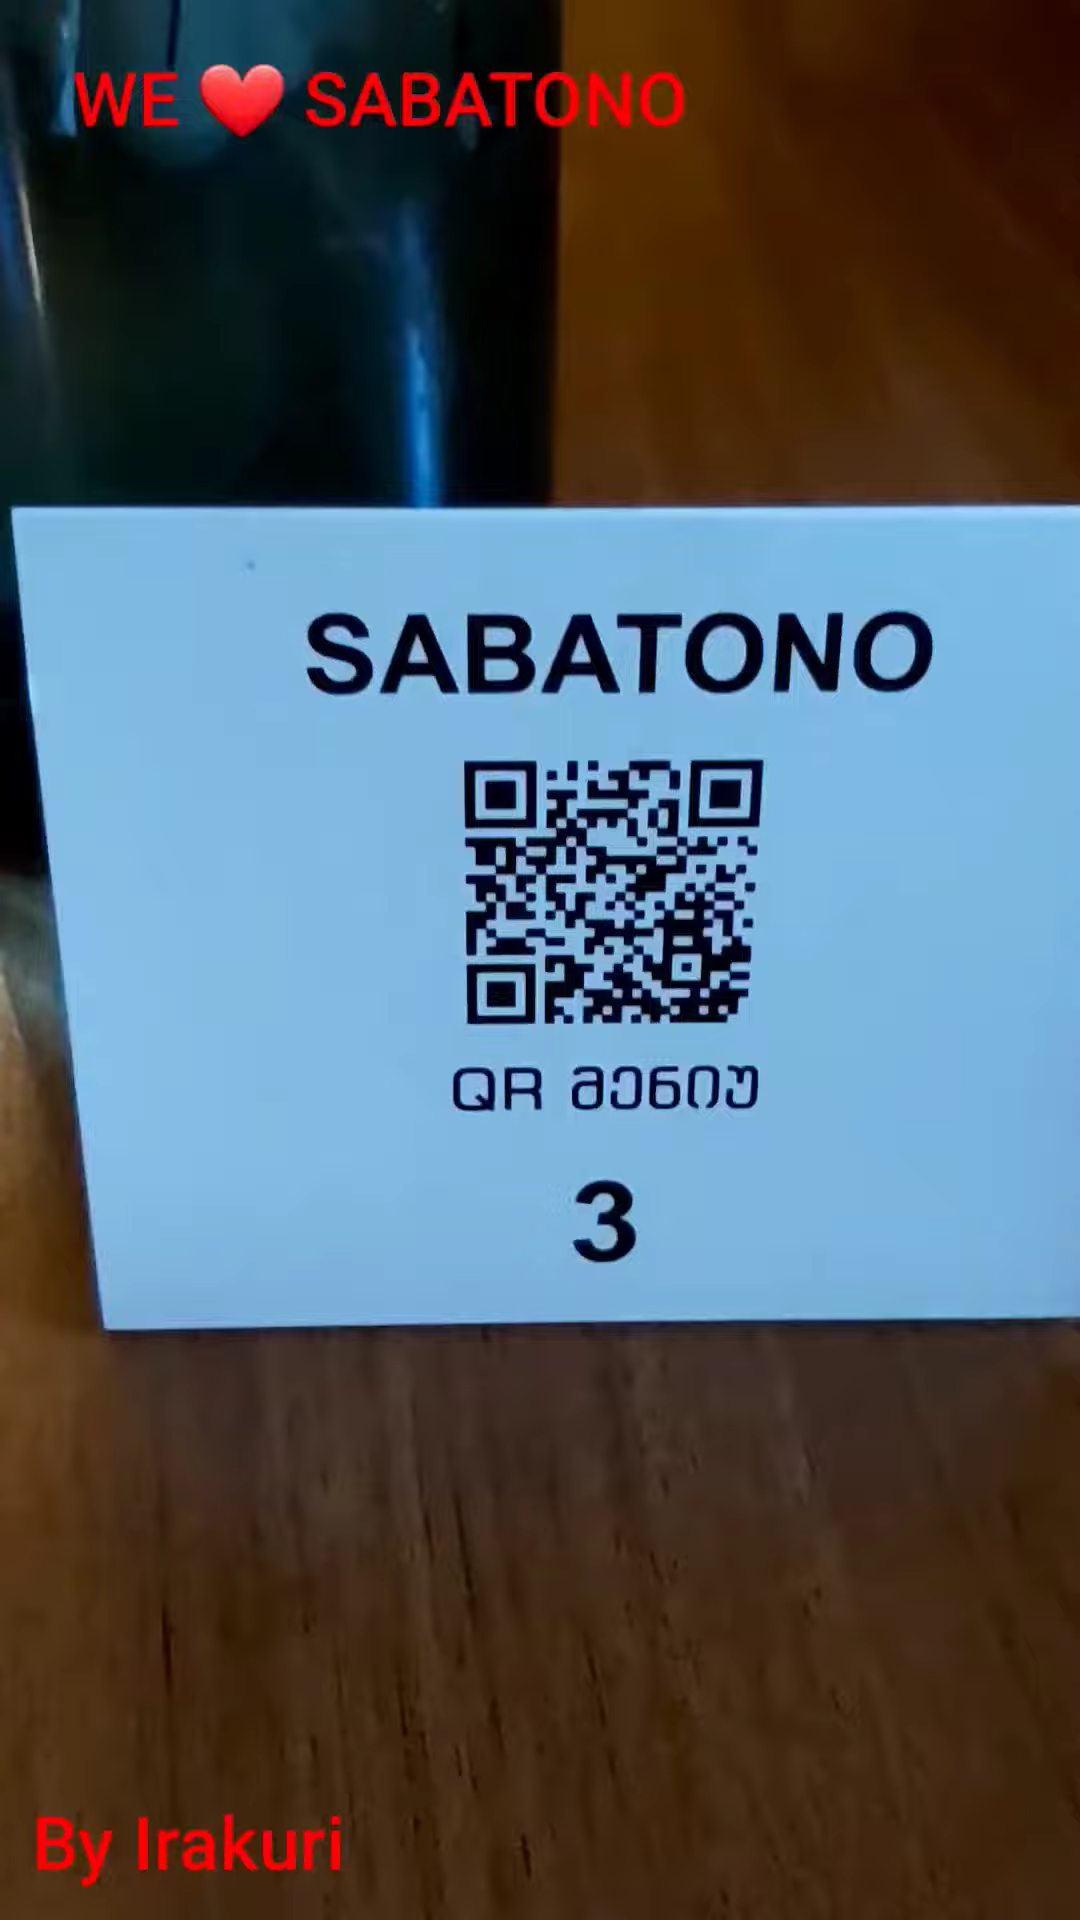 WE ❤️ SABATONO
SABATONO
QR მენიუ
3
By Irakuri